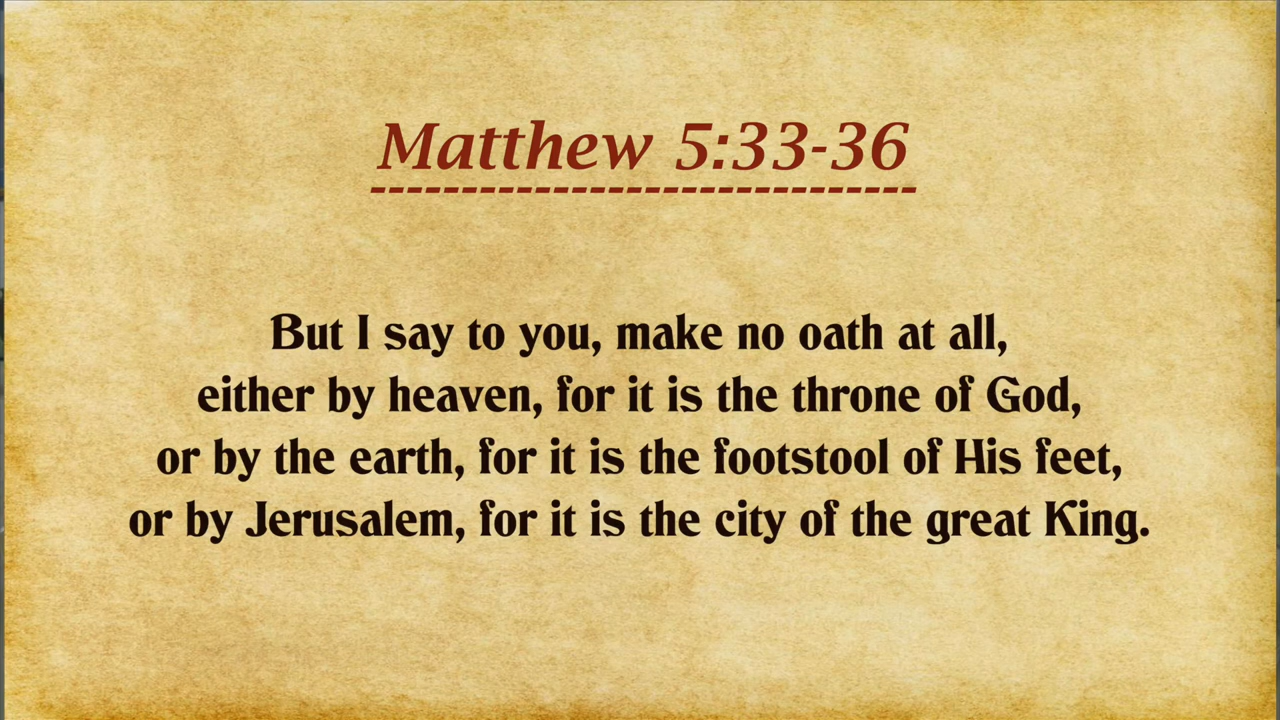 Matthew 5:33-36
But I say to you, make no oath at all,
either by heaven, for it is the throne of God,
or by the earth, for it is the footstool of His feet,
or by Jerusalem, for it is the city of the great King.